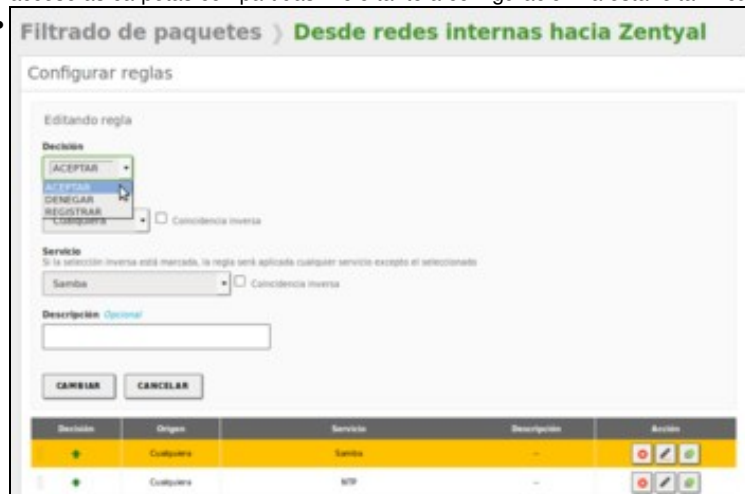 Filtrado de paquetes ⟩ Desde redes internas hacia Zentyal
Configurar reglas
Editando regla
Decisión
ACEPTAR
ACEPTAR
DENEGAR
REGISTRAR
Cualquiera Coincidencia inversa
Servicio
Si la selección inversa está marcada, la regla será aplicada cualquier servicio excepto el seleccionado
Samba Coincidencia inversa
Descripción Opcional
CAMBIAR CANCELAR
Decisión Origen Servicio Descripción Acción
Cualquiera Samba --
Cualquiera NTP --